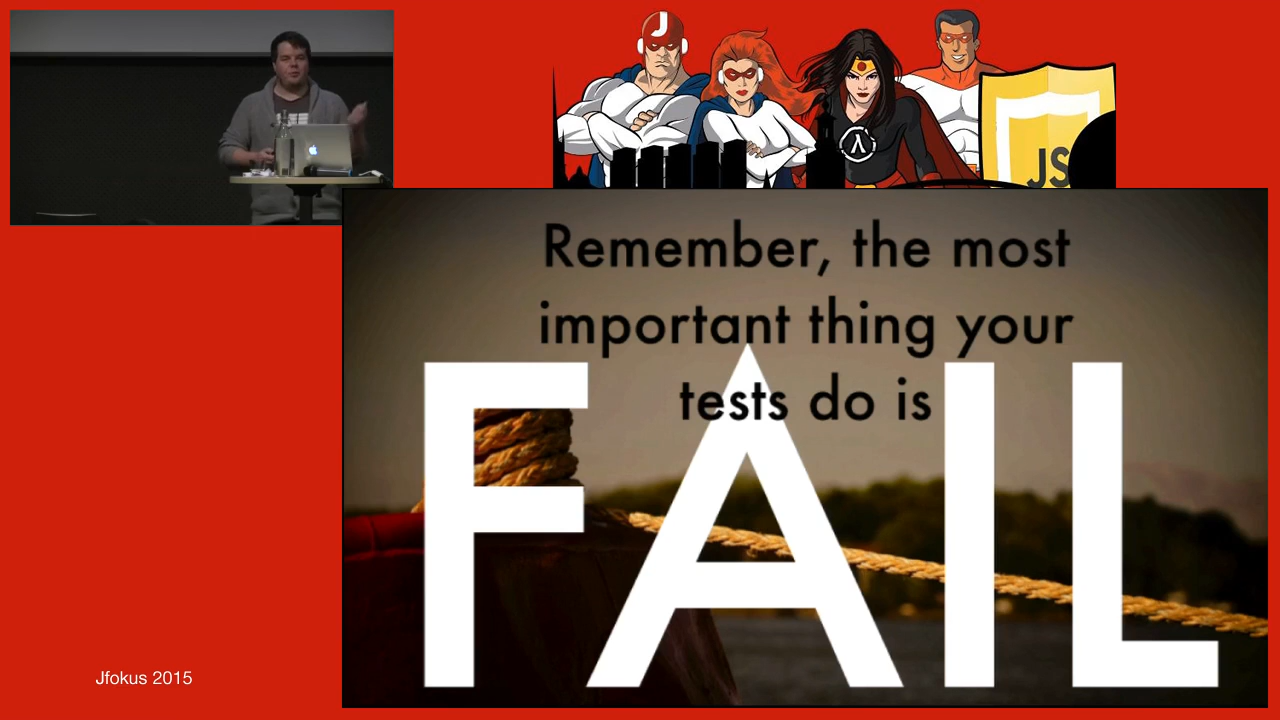 J
λ
JS
Remember, the most
important thing your
tests do is
FAIL
Jfokus 2015